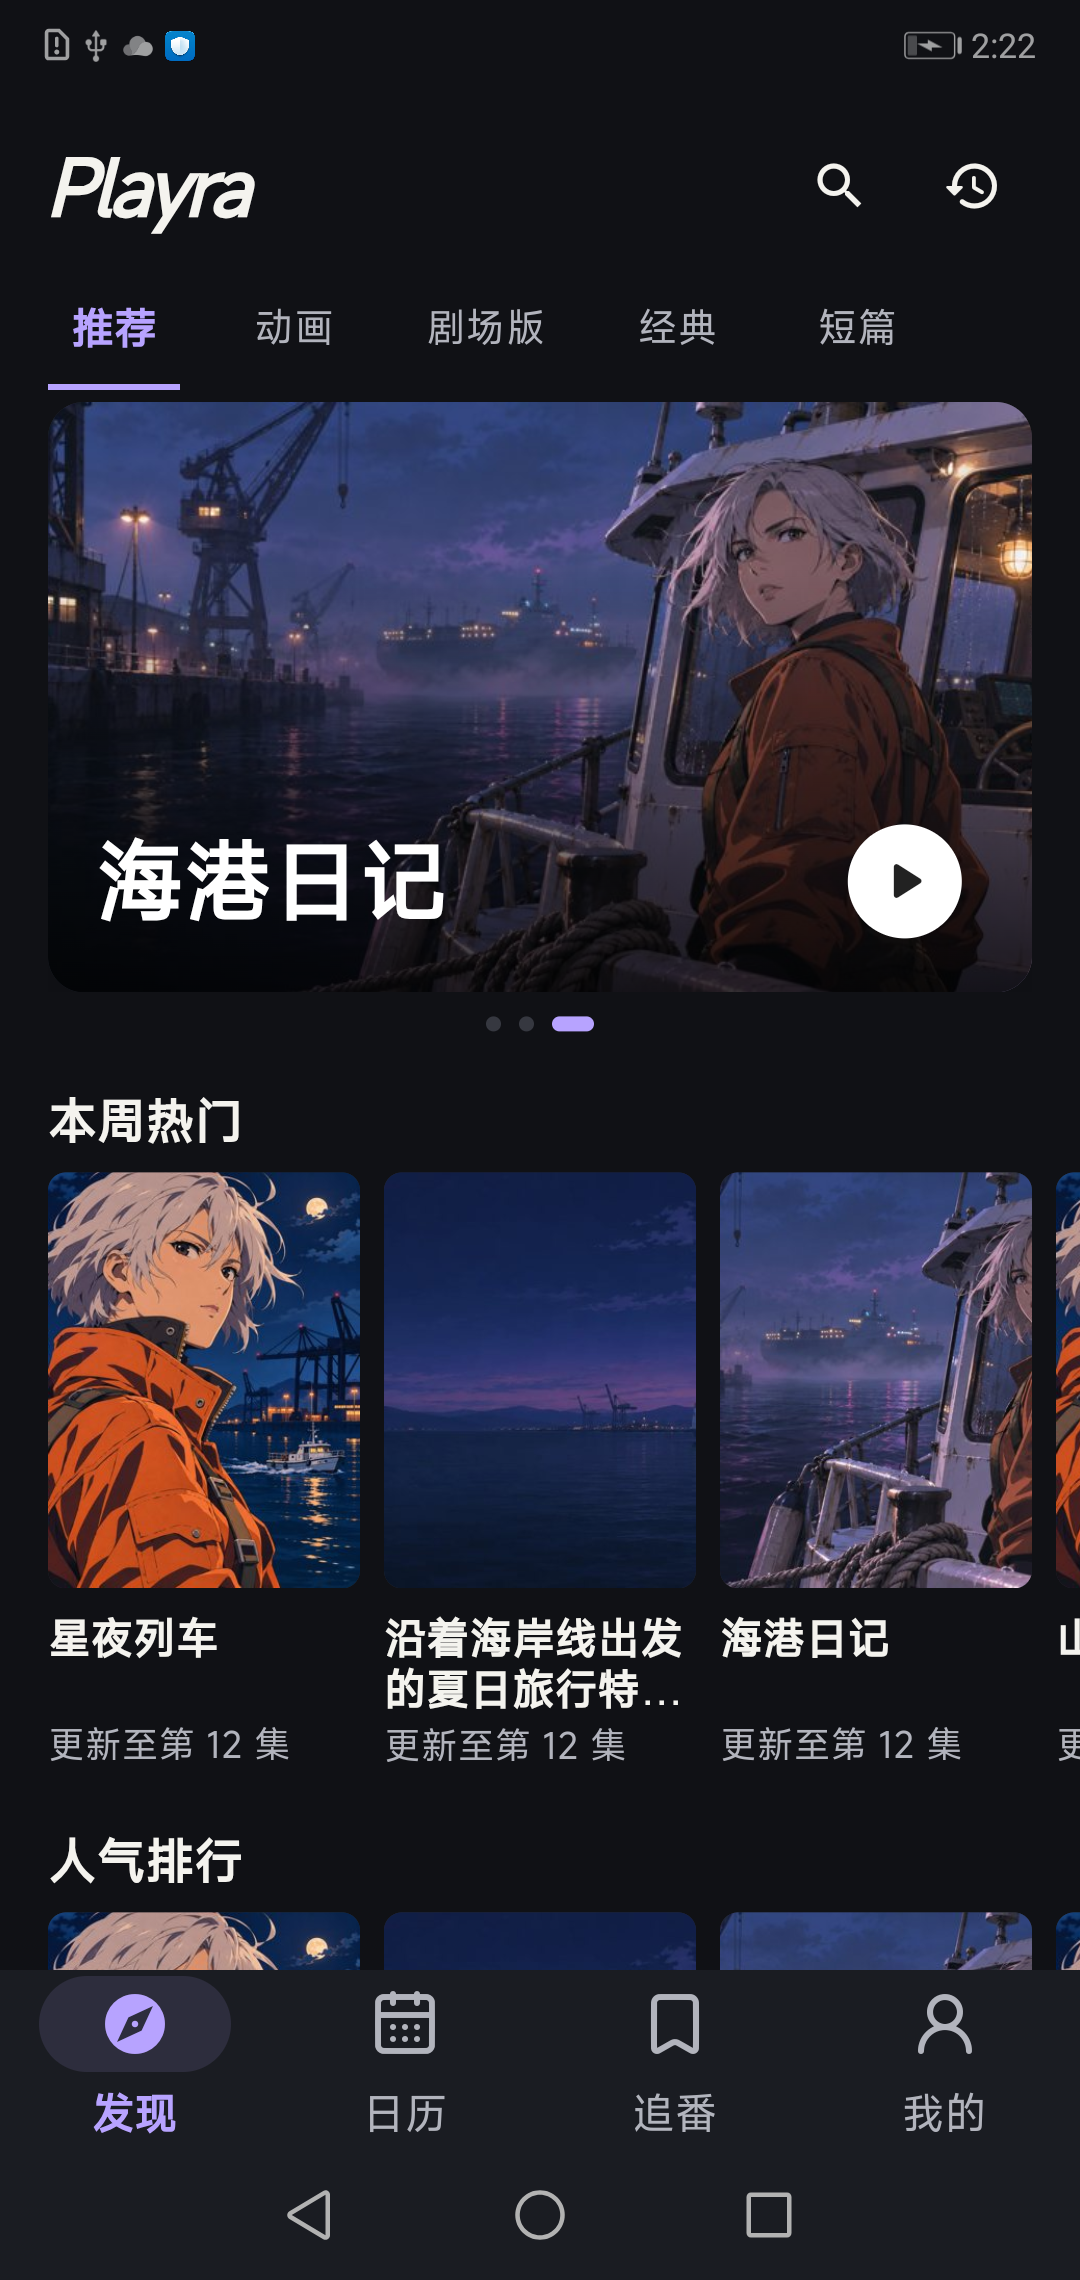 2:22
Playra
推荐 动画 剧场版 经典 短篇
海港日记
本周热门
星夜列车 沿着海岸线出发 海港日记
的夏日旅行特…
更新至第 12 集 更新至第 12 集 更新至第 12 集
人气排行
发现 日历 追番 我的